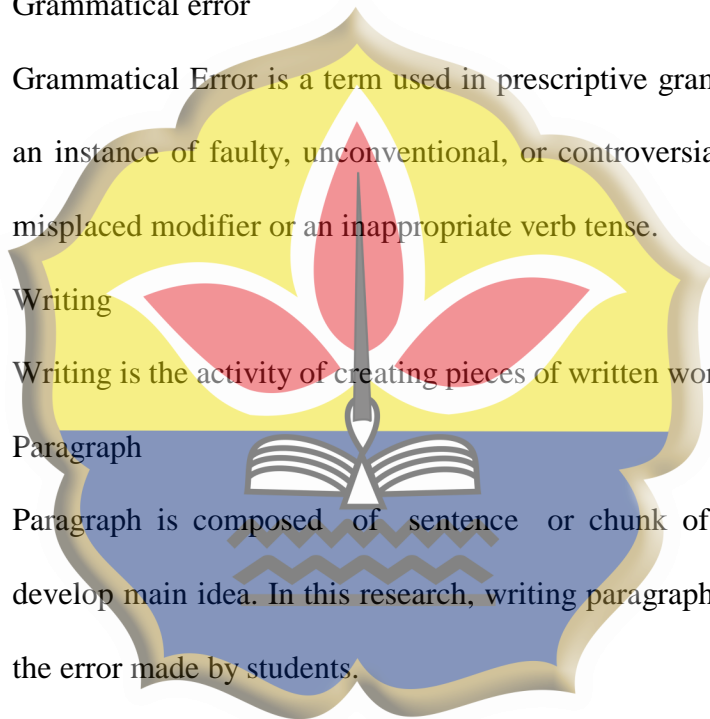 Grammatical error
Grammatical Error is a term used in prescriptive gram
an instance of faulty, unconventional, or controversia
misplaced modifier or an inappropriate verb tense.
Writing
Writing is the activity of creating pieces of written wor
Paragraph
Paragraph is composed of sentence or chunk of
develop main idea. In this research, writing paragraph
the error made by students.